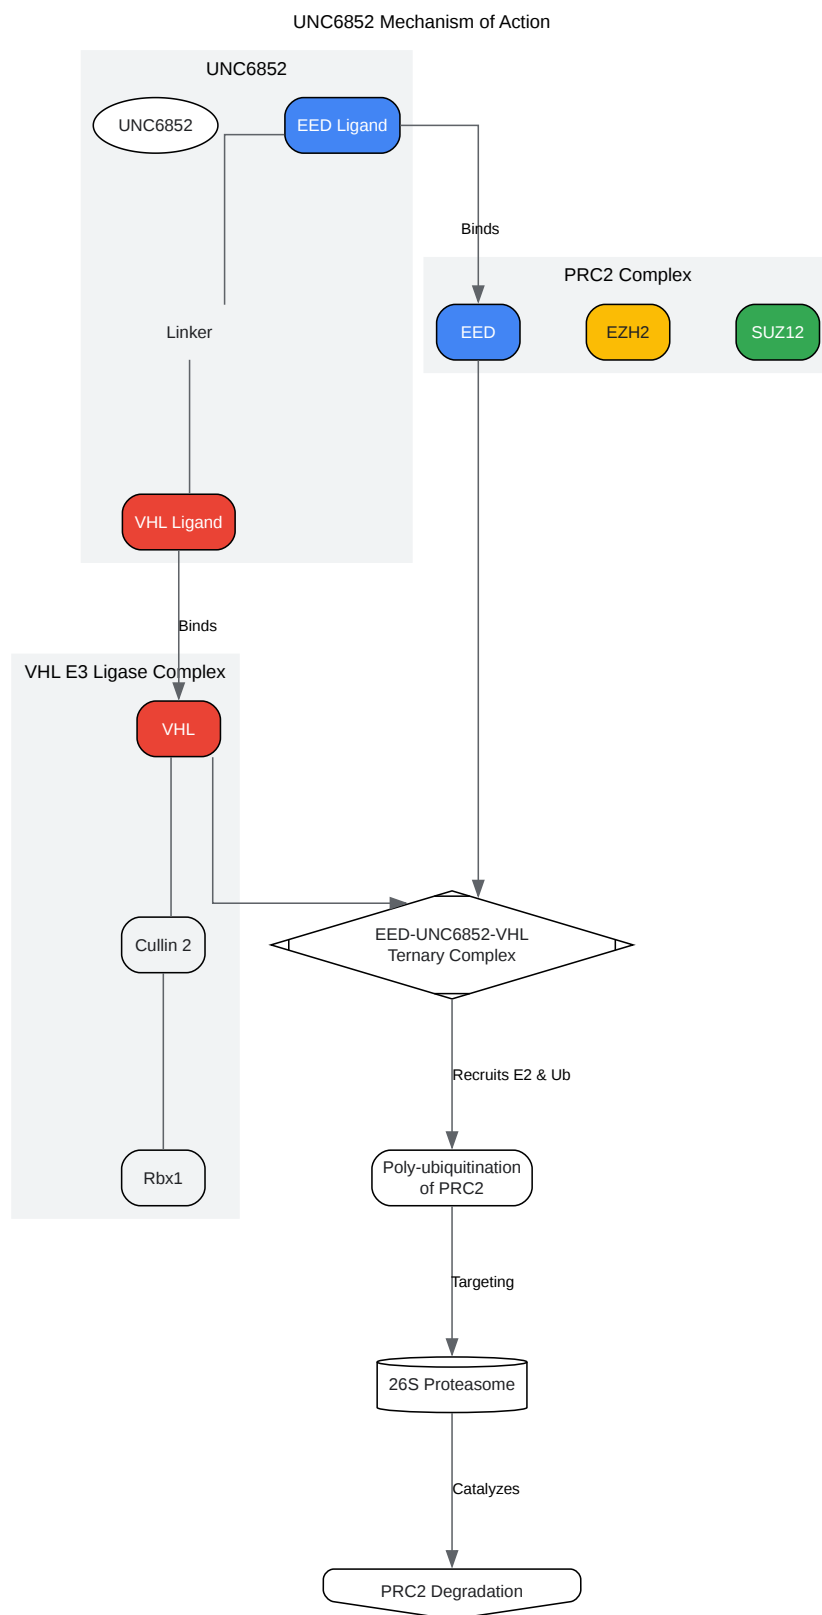 UNC6852 Mechanism of Action
UNC6852
UNC6852
EED Ligand
Binds
PRC2 Complex
Linker
EED
EZH2
SUZ12
VHL Ligand
Binds
VHL E3 Ligase Complex
VHL
Cullin 2
EED-UNC6852-VHL
Ternary Complex
Recruits E2 & Ub
Rbx1
Poly-ubiquitination
of PRC2
Targeting
26S Proteasome
Catalyzes
PRC2 Degradation